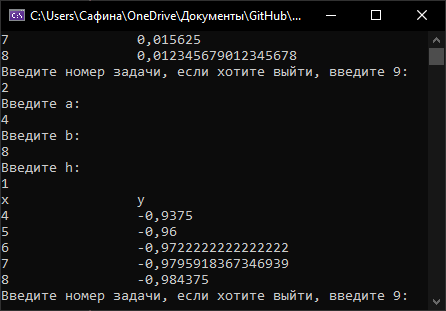 C:\Users\Сафина\OneDrive\Документы\GitHub\...
7 0,015625
8 0,012345679012345678
Введите номер задачи, если хотите выйти, введите 9:
2
Введите a:
4
Введите b:
8
Введите h:
1
x y
4 -0,9375
5 -0,96
6 -0,9722222222222222
7 -0,9795918367346939
8 -0,984375
Введите номер задачи, если хотите выйти, введите 9: